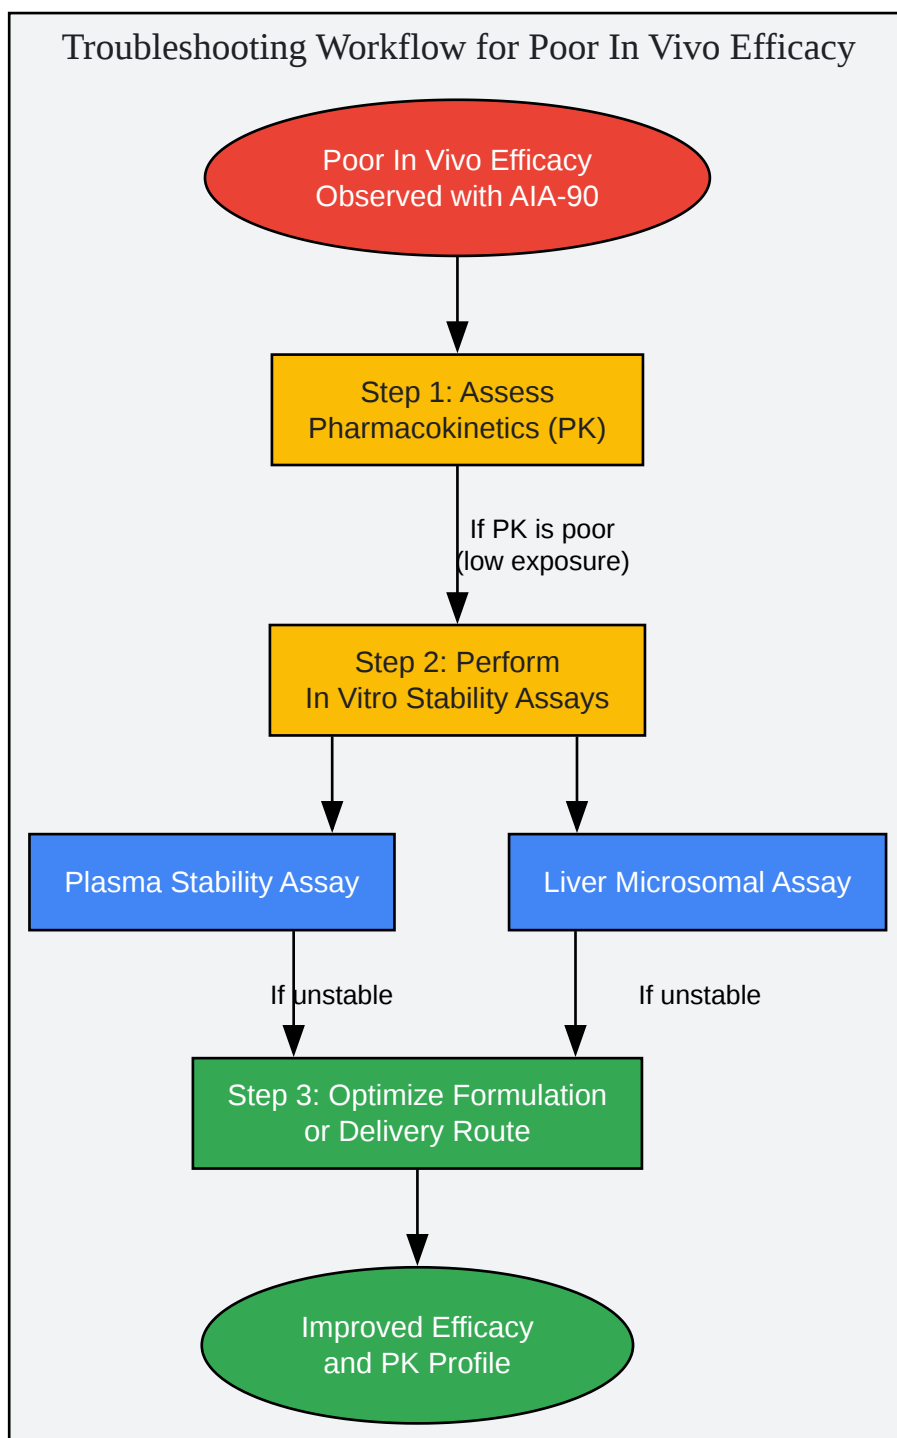 Troubleshooting Workflow for Poor In Vivo Efficacy
Poor In Vivo Efficacy
Observed with AIA-90
Step 1: Assess
Pharmacokinetics (PK)
If PK is poor
(low exposure)
Step 2: Perform
In Vitro Stability Assays
Plasma Stability Assay
Liver Microsomal Assay
If unstable
If unstable
Step 3: Optimize Formulation
or Delivery Route
Improved Efficacy
and PK Profile